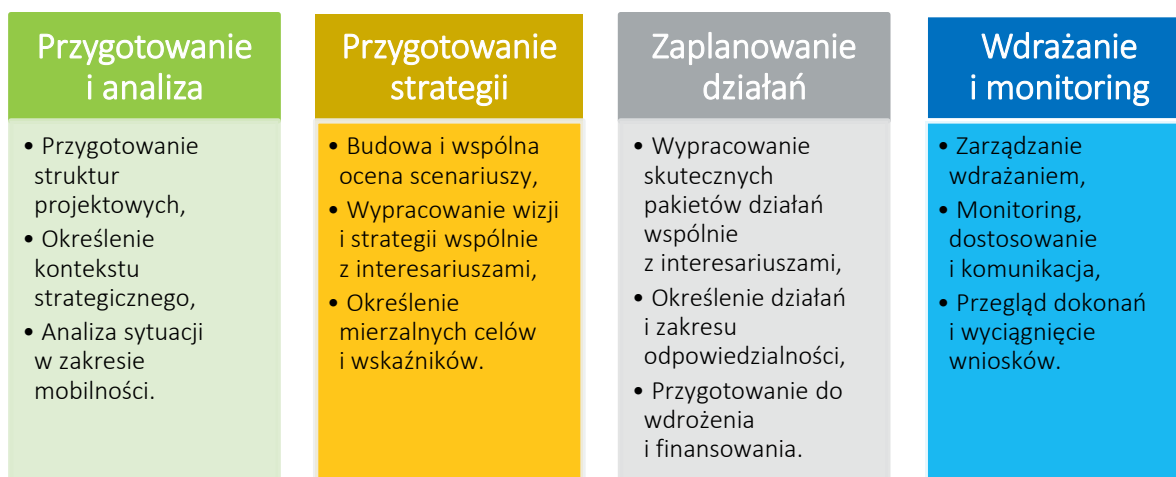 Przygotowanie
i analiza
• Przygotowanie
struktur
projektowych,
• Określenie
kontekstu
strategicznego,
• Analiza sytuacji
w zakresie
mobilności.
Przygotowanie
strategii
• Budowa i wspólna
ocena scenariuszy,
• Wypracowanie wizji
i strategii wspólnie
z interesariuszami,
• Określenie
mierzalnych celów
i wskaźników.
Zaplanowanie
działań
• Wypracowanie
skutecznych
pakietów działań
wspólnie
z interesariuszami,
• Określenie działań
i zakresu
odpowiedzialności,
• Przygotowanie do
wdrożenia
i finansowania.
Wdrażanie
i monitoring
• Zarządzanie
wdrażaniem,
• Monitoring,
dostosowanie
i komunikacja,
• Przegląd dokonań
i wyciągnięcie
wniosków.